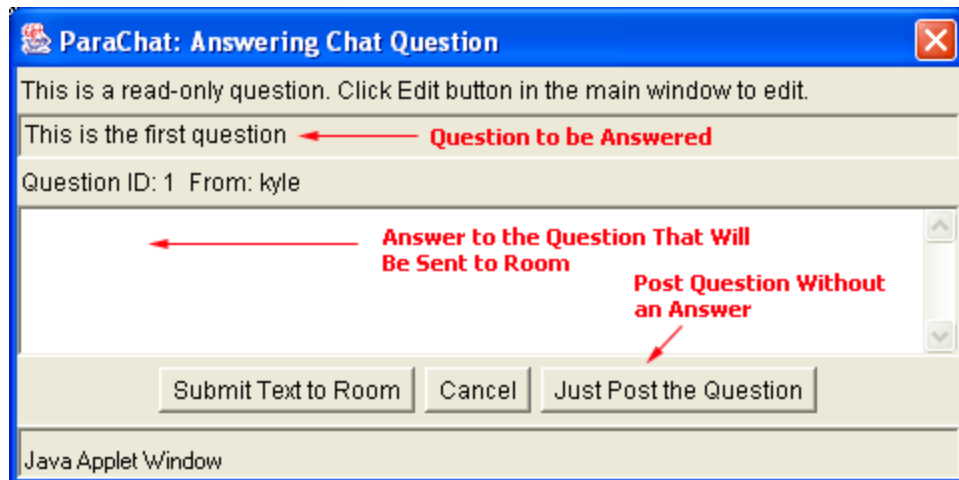 ParaChat: Answering Chat Question
This is a read-only question. Click Edit button in the main window to edit.
This is the first question
Question to be Answered
Question ID: 1 From: kyle
Answer to the Question That Will
Be Sent to Room
Post Question Without
an Answer
Submit Text to Room
Cancel
Just Post the Question
Java Applet Window